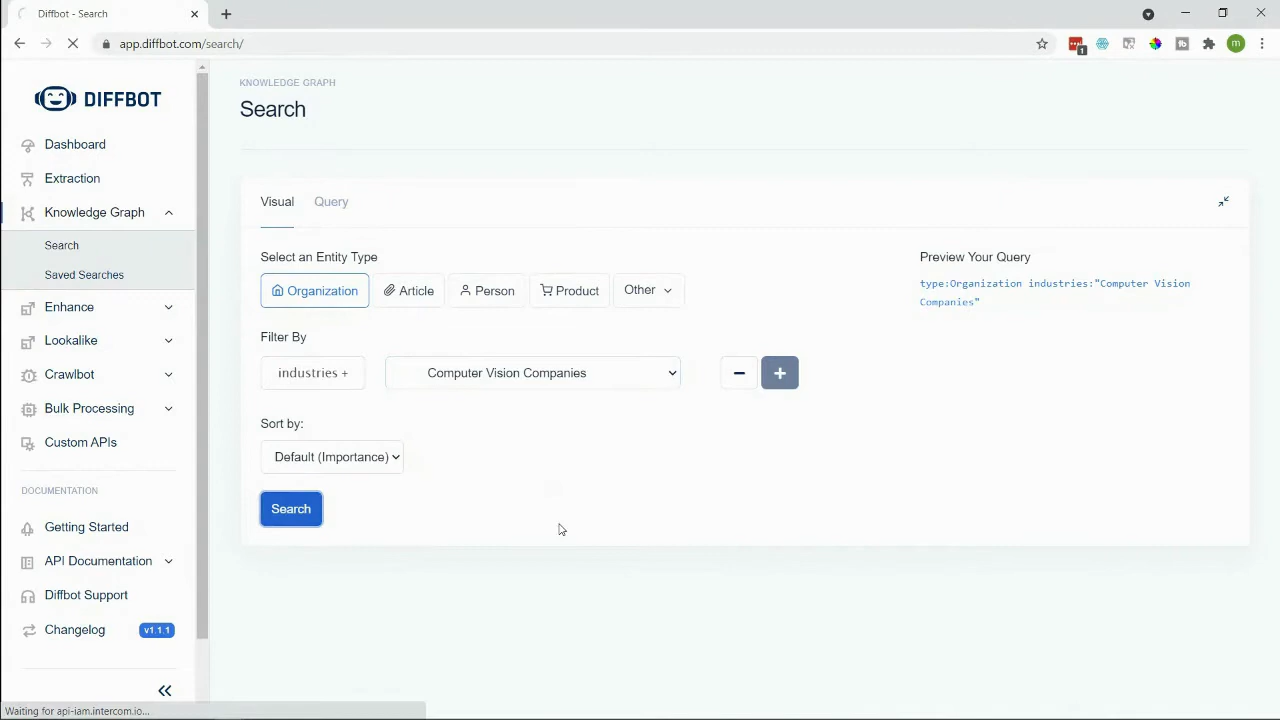 Diffbot - Search
app.diffbot.com/search/
1
m
DIFFBOT
Dashboard
Extraction
Knowledge Graph
Search
Saved Searches
Enhance
Lookalike
Crawlbot
Bulk Processing
Custom APIs
DOCUMENTATION
Getting Started
API Documentation
Diffbot Support
Changelog v1.1.1
Waiting for api-iam.intercom.io...
KNOWLEDGE GRAPH
Search
Visual Query
Select an Entity Type
Organization Article Person Product Other
Filter By
industries + Computer Vision Companies − +
Sort by:
Default (Importance)
Search
Preview Your Query
type:Organization industries:"Computer Vision
Companies"